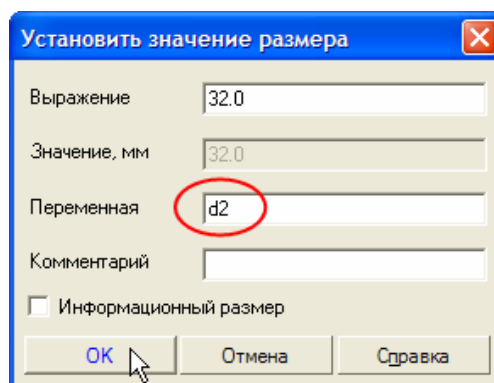 Установить значение размера
Выражение 32.0
Значение, мм 32.0
Переменная d2
Комментарий
Информационный размер
OK Отмена Справка